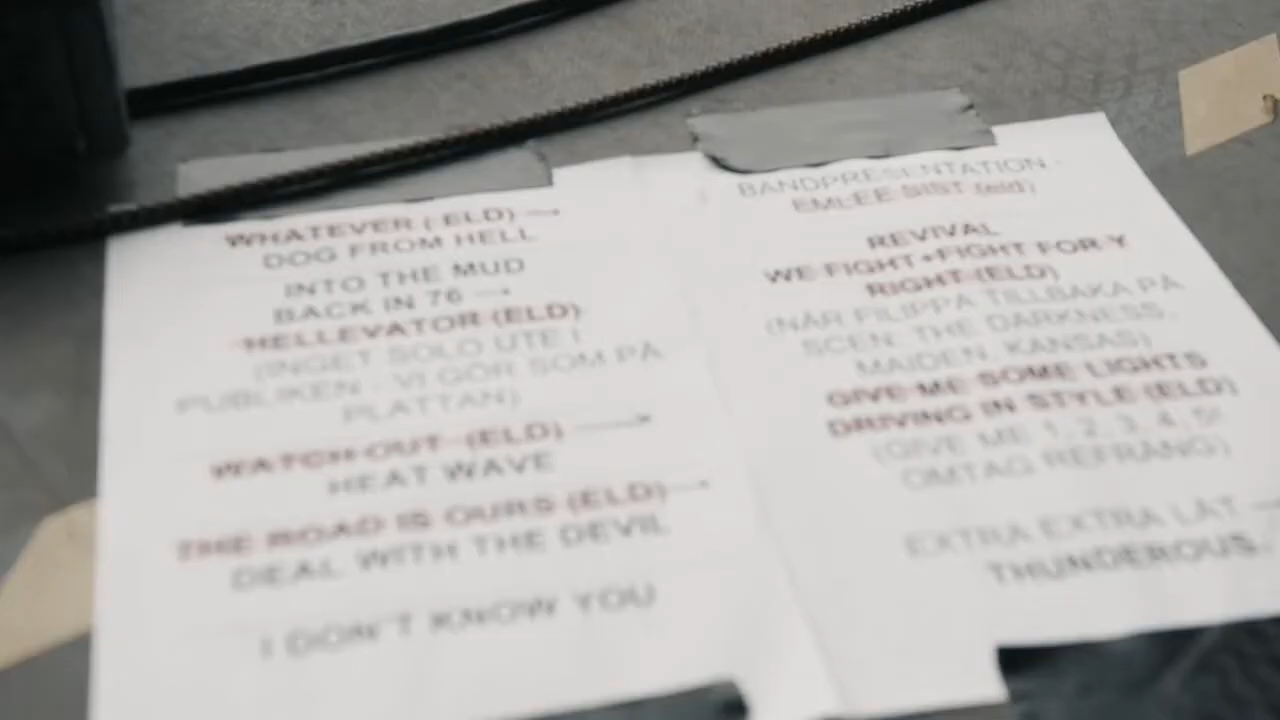 WHATEVER (ELD) →
DOG FROM HELL
INTO THE MUD
BACK IN 76 →
HELLEVATOR (ELD)
(INGET SOLO UTE I
PUBLIKEN - VI GÖR SOM PÅ
PLATTAN)
WATCH OUT (ELD) →
HEAT WAVE
THE ROAD IS OURS (ELD) →
DEAL WITH THE DEVIL
I DON'T KNOW YOU
BANDPRESENTATION -
SIST (eld)
REVIVAL
WE FIGHT+FIGHT FOR Y
RIGHT (ELD)
(NÄR FILIPPA TILLBAKA PÅ
SCEN: THE DARKNESS,
MAIDEN, KANSAS)
GIVE ME SOME LIGHTS
DRIVING IN STYLE (ELD)
(GIVE ME 1, 2, 3, 4, 5!
OMTAG REFRÄNG)
EXTRA EXTRA LÅT →
THUNDEROUS.